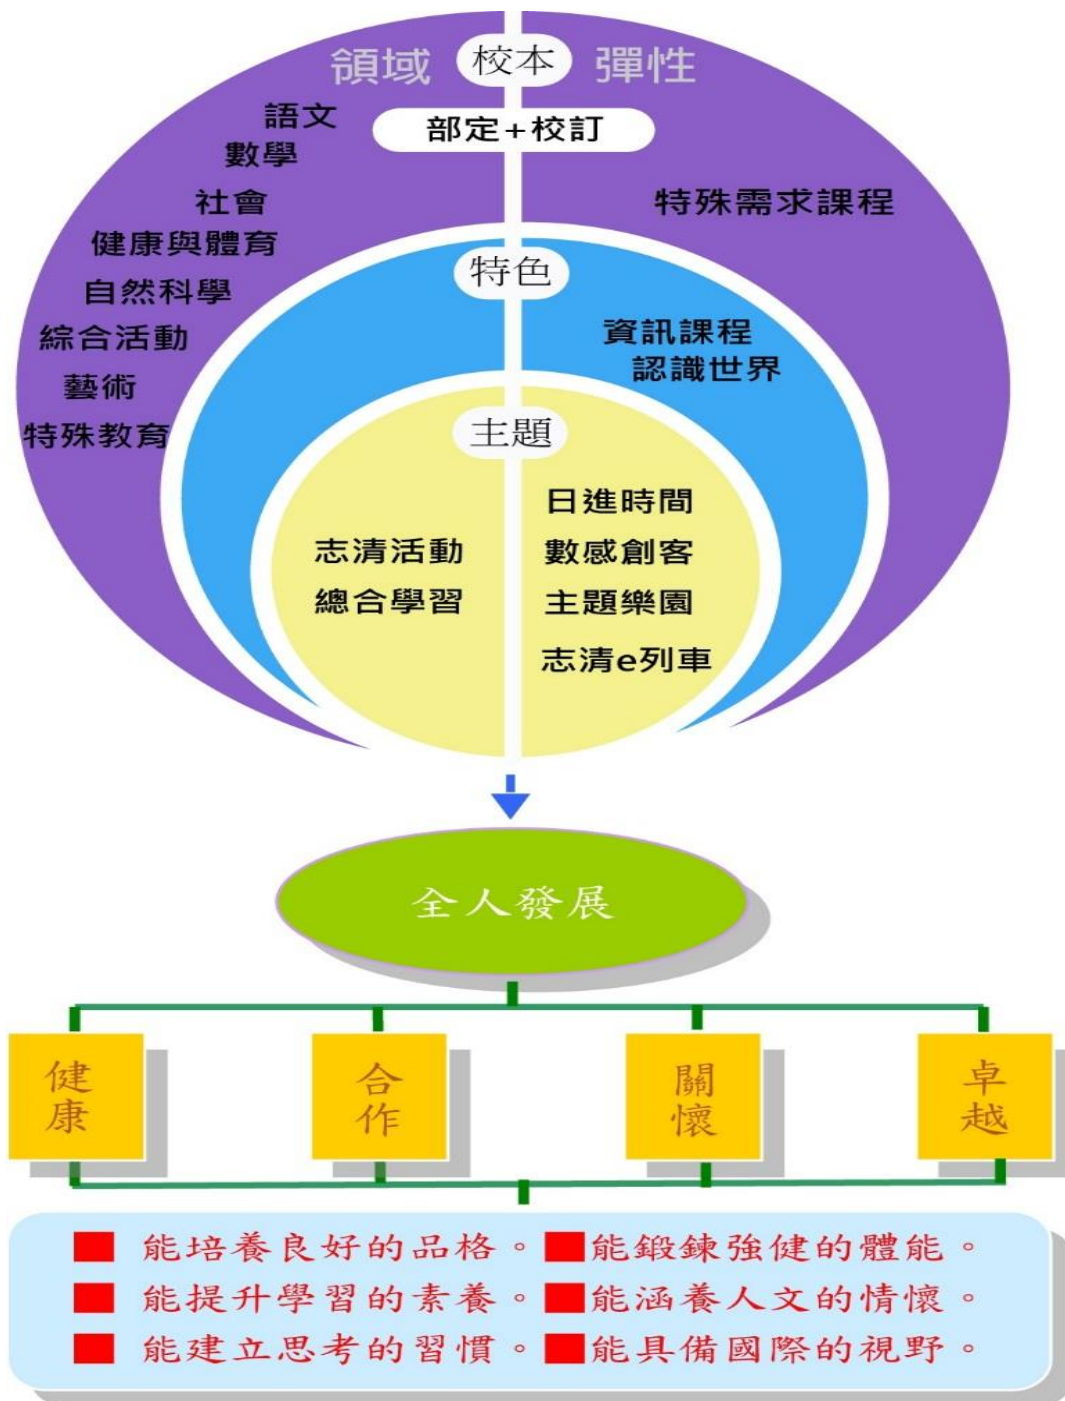 領域 校本 彈性
部定+校訂
語文
數學
社會
健康與體育
自然科學
綜合活動
藝術
特殊教育
特殊需求課程
特色
資訊課程
認識世界
主題
志清活動
總合學習
日進時間
數感創客
主題樂園
志清e列車
全人發展
健康
合作
關懷
卓越
能培養良好的品格。 能鍛鍊強健的體能。
能提升學習的素養。 能涵養人文的情懷。
能建立思考的習慣。 能具備國際的視野。